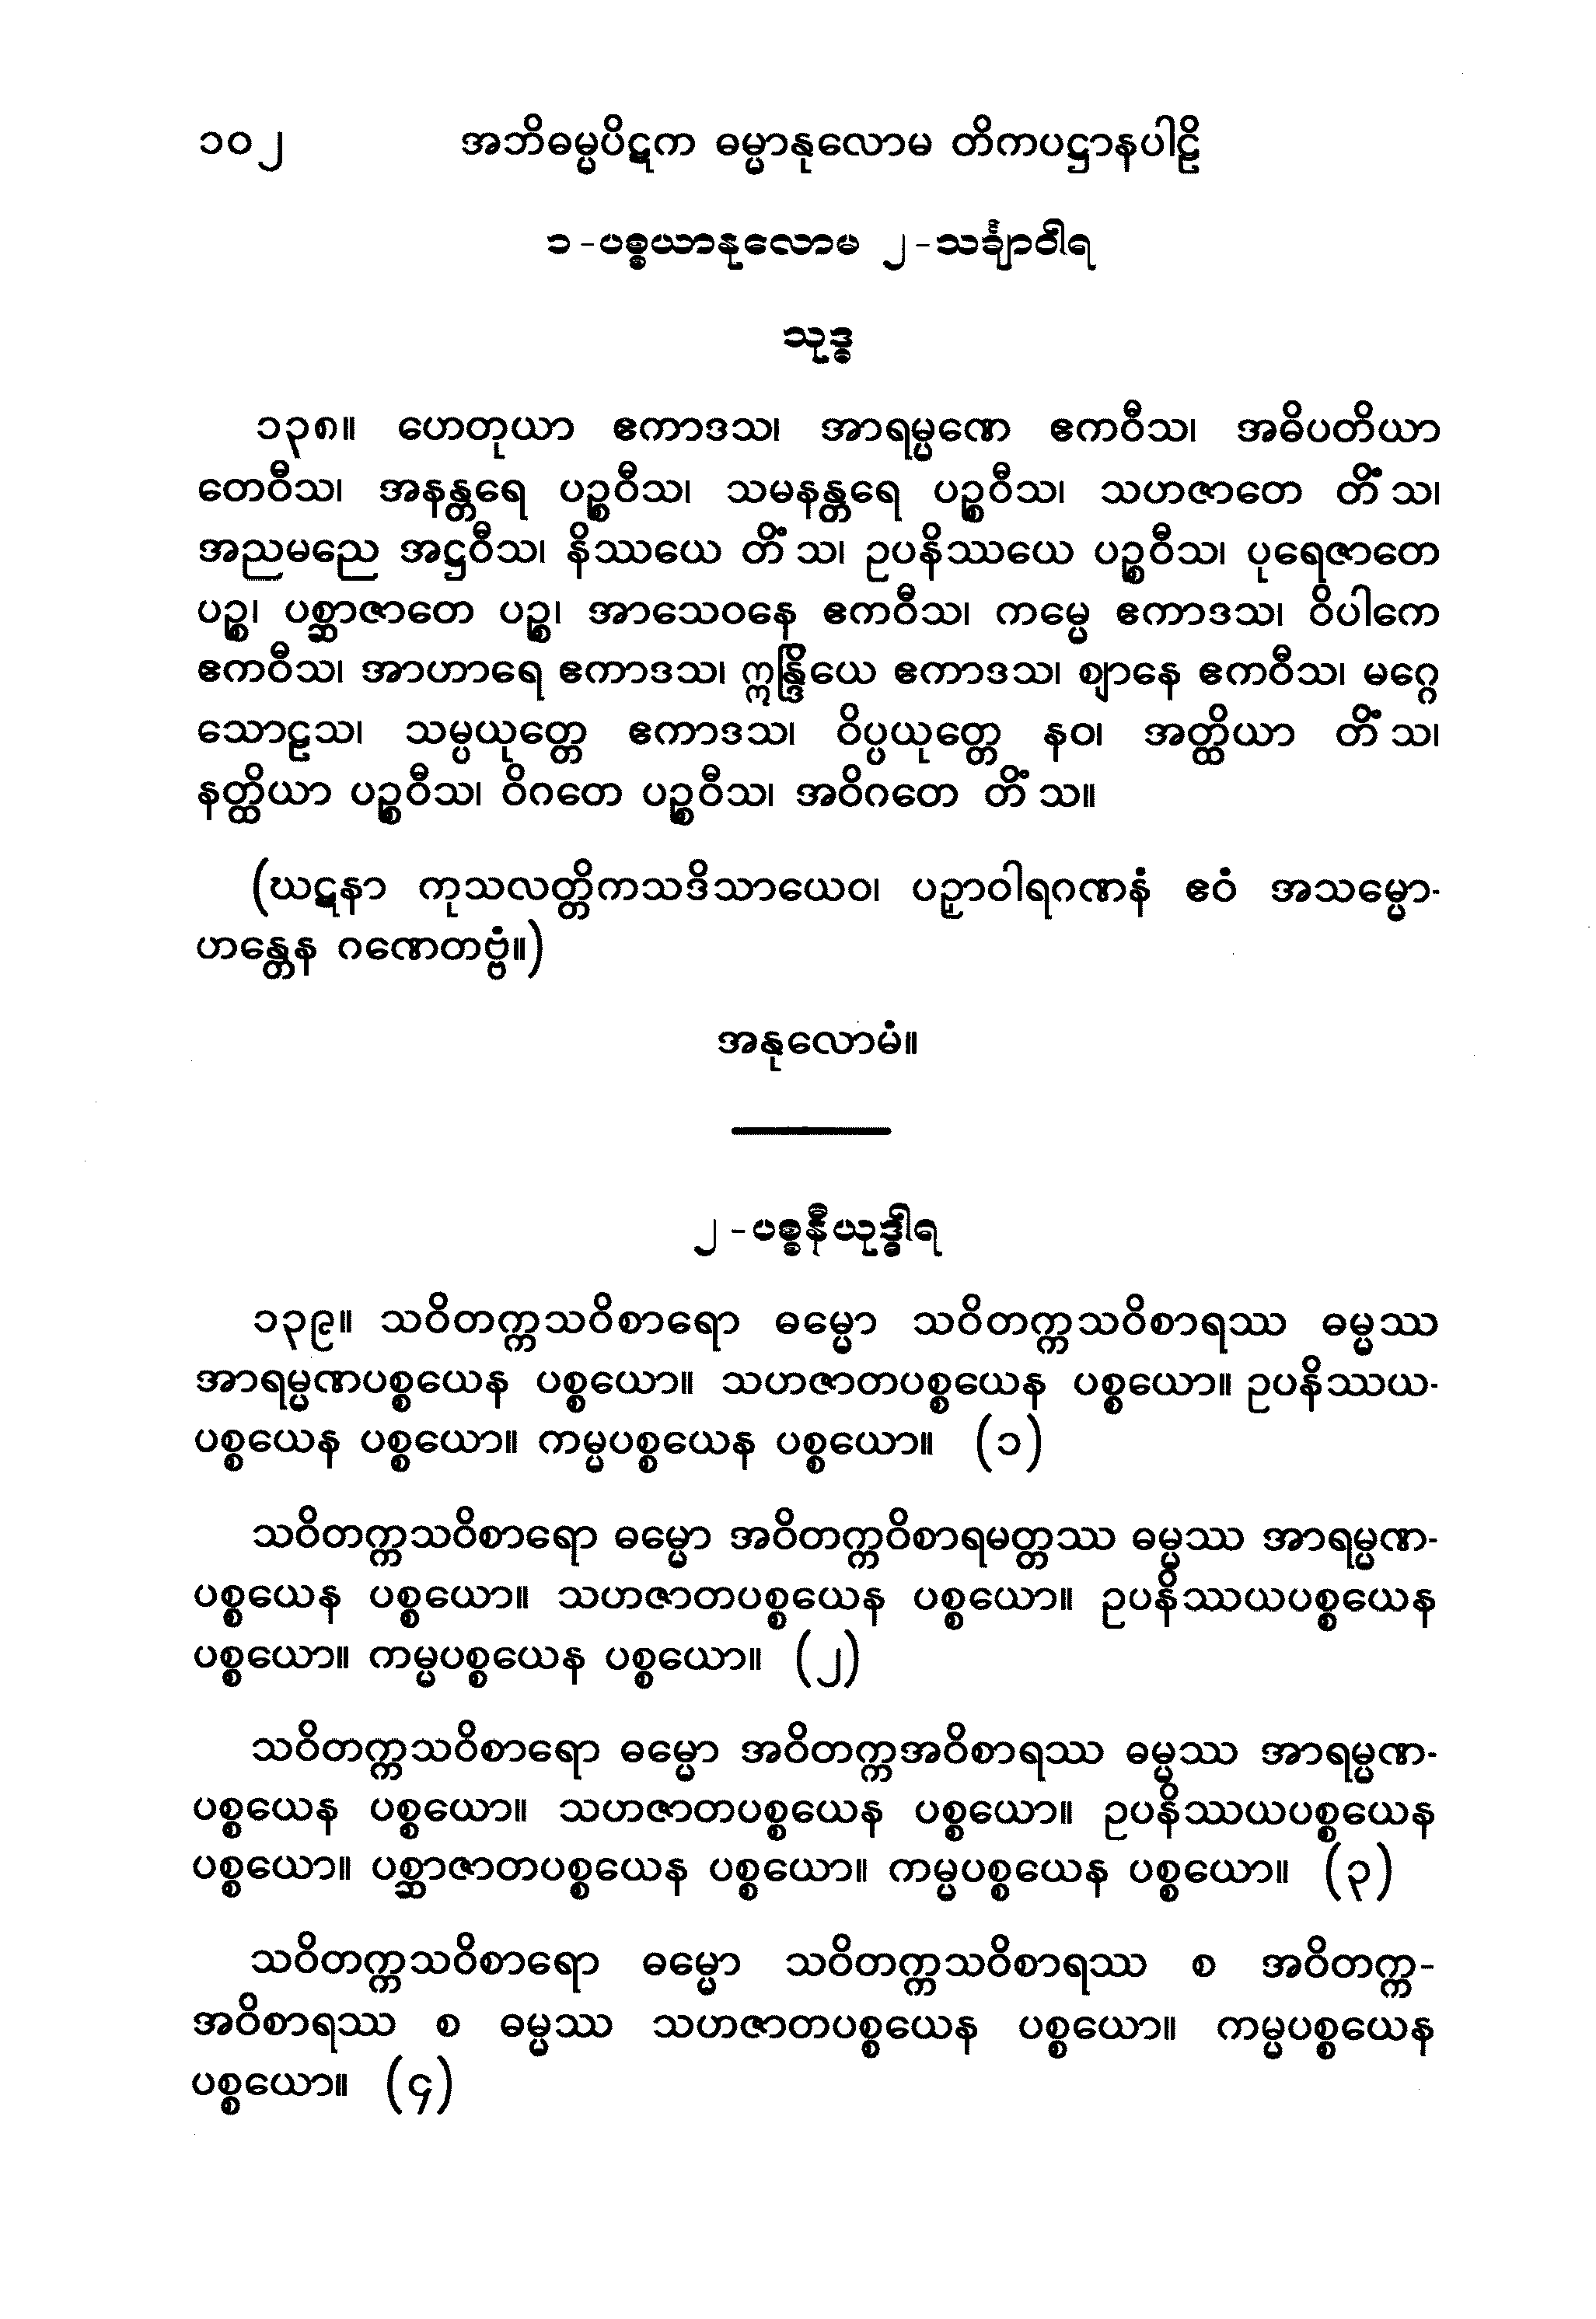 ၁၀၂ အဘိဓမ္မပိဋက ဓမ္မာနုလောမ တိကပဋ္ဌာနပါဠိ
၁-ပစ္စယာနုလောမ ၂-သင်္ချာဝါရ
သုဒ္ဓ
၁၃၈။ ဟေတုယာ ဧကာဒသ၊ အာရမ္မဏေ ဧကဝီသ၊ အဓိပတိယာ
တေဝီသ၊ အနန္တရေ ပဉ္စဝီသ၊ သမနန္တရေ ပဉ္စဝီသ၊ သဟဇာတေ တိံသ၊
အညမညေ အဋ္ဌဝီသ၊ နိဿယေ တိံသ၊ ဥပနိဿယေ ပဉ္စဝီသ၊ ပုရေဇာတေ
ပဉ္စ၊ ပစ္ဆာဇာတေ ပဉ္စ၊ အာသေဝနေ ဧကဝီသ၊ ကမ္မေ ဧကာဒသ၊ ဝိပါကေ
ဧကဝီသ၊ အာဟာရေ ဧကာဒသ၊ ဣန္ဒြိယေ ဧကာဒသ၊ ဈာနေ ဧကဝီသ၊ မဂ္ဂေ
သောဠသ၊ သမ္ပယုတ္တေ ဧကာဒသ၊ ဝိပ္ပယုတ္တေ နဝ၊ အတ္ထိယာ တိံသ၊
နတ္ထိယာ ပဉ္စဝီသ၊ ဝိဂတေ ပဉ္စဝီသ၊ အဝိဂတေ တိံသ။
(ဃဋနာ ကုသလတ္တိကသဒိသာယေဝ၊ ပဉှာဝါရဂဏနံ ဧဝံ အသမ္မော-
ဟန္တေန ဂဏေတဗ္ဗံ။)
အနုလောမံ။
၂-ပစ္စနီယုဒ္ဓါရ
၁၃၉။ သဝိတက္ကသဝိစာရော ဓမ္မော သဝိတက္ကသဝိစာရဿ ဓမ္မဿ
အာရမ္မဏပစ္စယေန ပစ္စယော။ သဟဇာတပစ္စယေန ပစ္စယော။ ဥပနိဿယ-
ပစ္စယေန ပစ္စယော။ ကမ္မပစ္စယေန ပစ္စယော။ (၁)
သဝိတက္ကသဝိစာရော ဓမ္မော အဝိတက္ကဝိစာရမတ္တဿ ဓမ္မဿ အာရမ္မဏ-
ပစ္စယေန ပစ္စယော။ သဟဇာတပစ္စယေန ပစ္စယော။ ဥပနိဿယပစ္စယေန
ပစ္စယော။ ကမ္မပစ္စယေန ပစ္စယော။ (၂)
သဝိတက္ကသဝိစာရော ဓမ္မော အဝိတက္ကအဝိစာရဿ ဓမ္မဿ အာရမ္မဏ-
ပစ္စယေန ပစ္စယော။ သဟဇာတပစ္စယေန ပစ္စယော။ ဥပနိဿယပစ္စယေန
ပစ္စယော။ ပစ္ဆာဇာတပစ္စယေန ပစ္စယော။ ကမ္မပစ္စယေန ပစ္စယော။ (၃)
သဝိတက္ကသဝိစာရော ဓမ္မော သဝိတက္ကသဝိစာရဿ စ အဝိတက္က-
အဝိစာရဿ စ ဓမ္မဿ သဟဇာတပစ္စယေန ပစ္စယော။ ကမ္မပစ္စယေန
ပစ္စယော။ (၄)